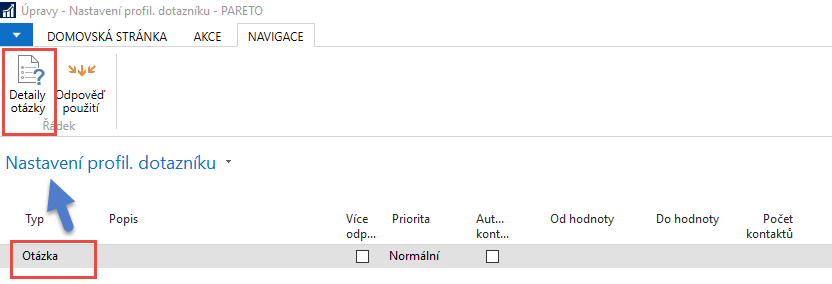 Úpravy - Nastavení profil. dotazníku - PARETO
DOMOVSKÁ STRÁNKA AKCE NAVIGACE
Detaily otázky
Odpověď použití
Řádek
Nastavení profil. dotazníku
Typ Popis Více odp... Priorita Aut... kont... Od hodnoty Do hodnoty Počet kontaktů
Otázka Normální